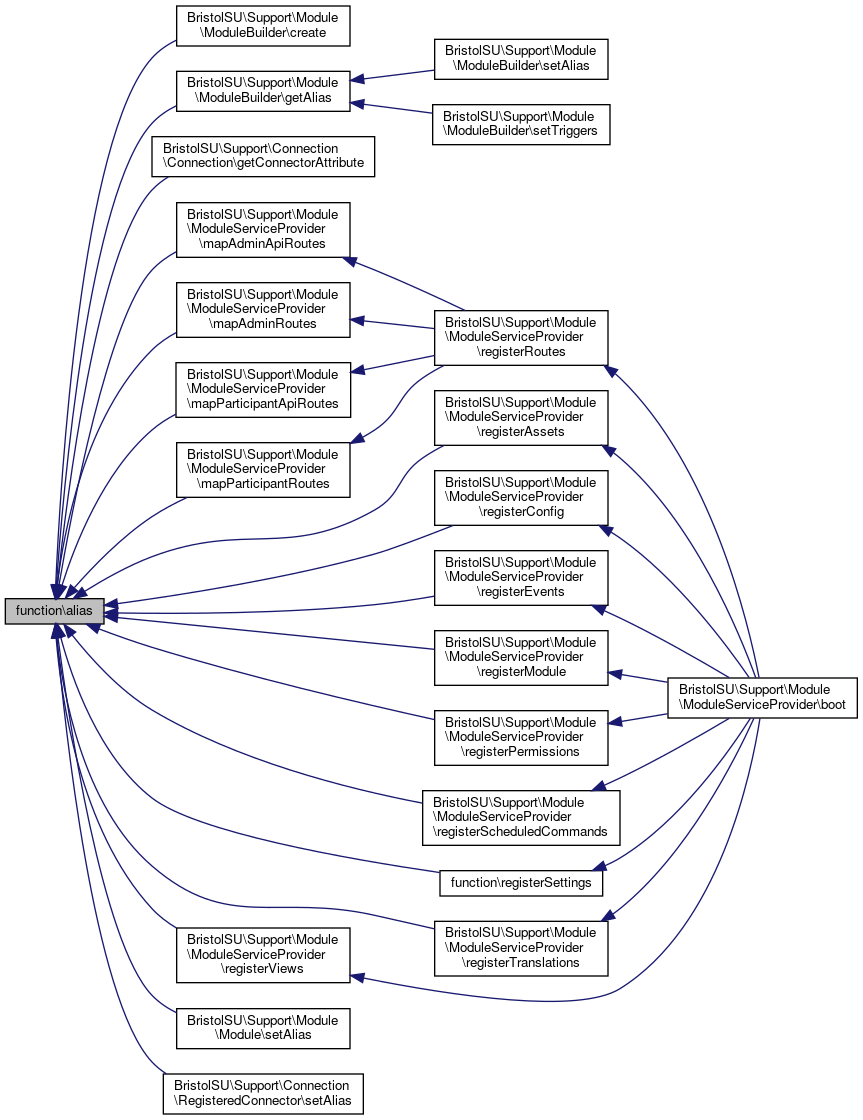 BristolSU\Support\Module
\ModuleBuilder\create
BristolSU\Support\Module
\ModuleBuilder\getAlias
BristolSU\Support\Module
\ModuleBuilder\setAlias
BristolSU\Support\Module
\ModuleBuilder\setTriggers
BristolSU\Support\Connection
\Connection\getConnectorAttribute
BristolSU\Support\Module
\ModuleServiceProvider
\mapAdminApiRoutes
BristolSU\Support\Module
\ModuleServiceProvider
\mapAdminRoutes
BristolSU\Support\Module
\ModuleServiceProvider
\registerRoutes
BristolSU\Support\Module
\ModuleServiceProvider
\mapParticipantApiRoutes
BristolSU\Support\Module
\ModuleServiceProvider
\registerAssets
BristolSU\Support\Module
\ModuleServiceProvider
\mapParticipantRoutes
BristolSU\Support\Module
\ModuleServiceProvider
\registerConfig
BristolSU\Support\Module
\ModuleServiceProvider
\registerEvents
function\alias
BristolSU\Support\Module
\ModuleServiceProvider
\registerModule
BristolSU\Support\Module
\ModuleServiceProvider\boot
BristolSU\Support\Module
\ModuleServiceProvider
\registerPermissions
BristolSU\Support\Module
\ModuleServiceProvider
\registerScheduledCommands
function\registerSettings
BristolSU\Support\Module
\ModuleServiceProvider
\registerTranslations
BristolSU\Support\Module
\ModuleServiceProvider
\registerViews
BristolSU\Support\Module
\Module\setAlias
BristolSU\Support\Connection
\RegisteredConnector\setAlias